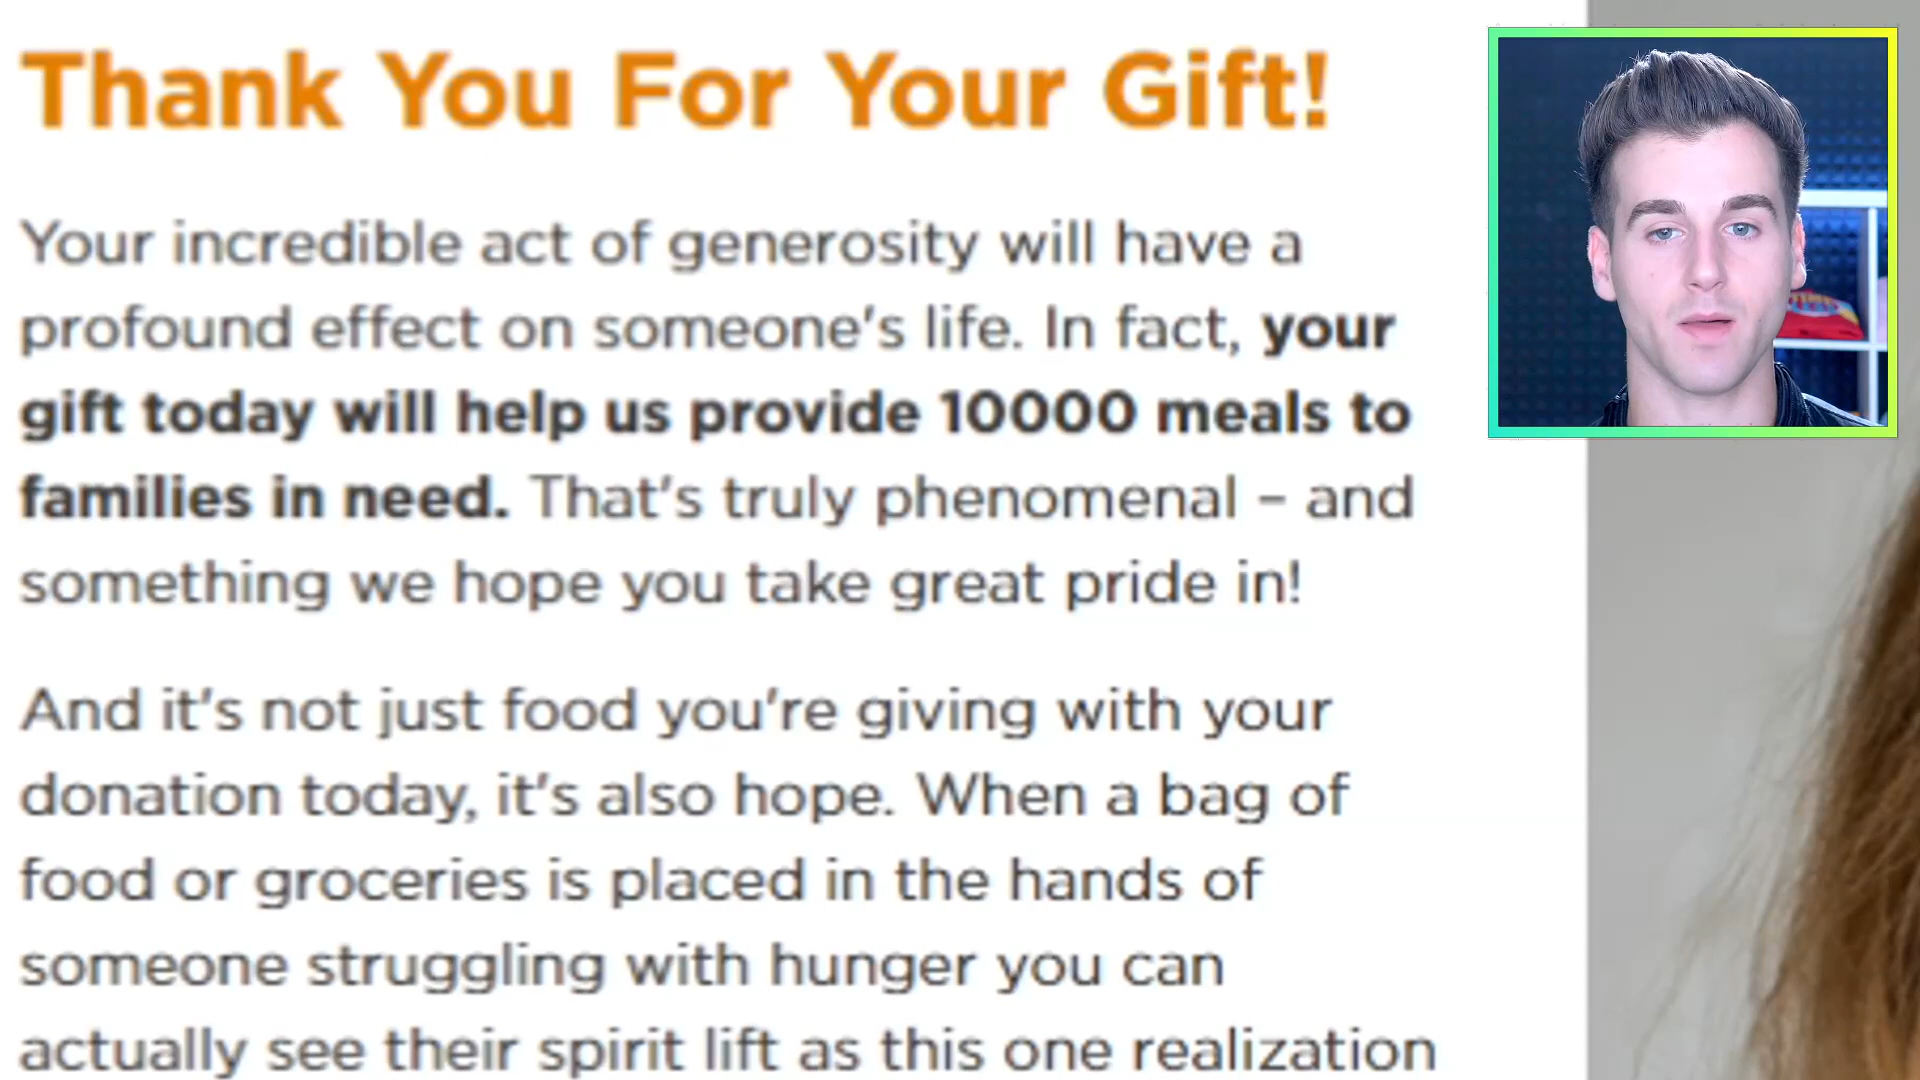 Thank You For Your Gift!
Your incredible act of generosity will have a
profound effect on someone's life. In fact, your
gift today will help us provide 10000 meals to
families in need. That's truly phenomenal – and
something we hope you take great pride in!
And it's not just food you're giving with your
donation today, it's also hope. When a bag of
food or groceries is placed in the hands of
someone struggling with hunger you can
actually see their spirit lift as this one realization